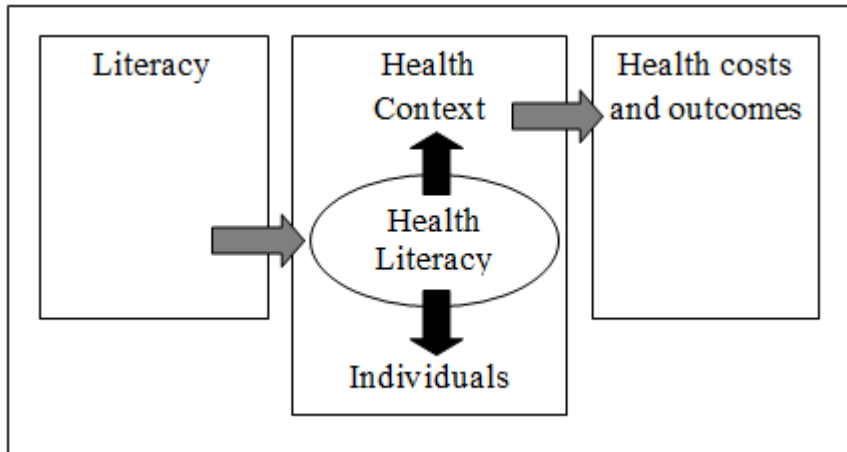 Literacy
Health
Context
Health
Literacy
Individuals
Health costs
and outcomes